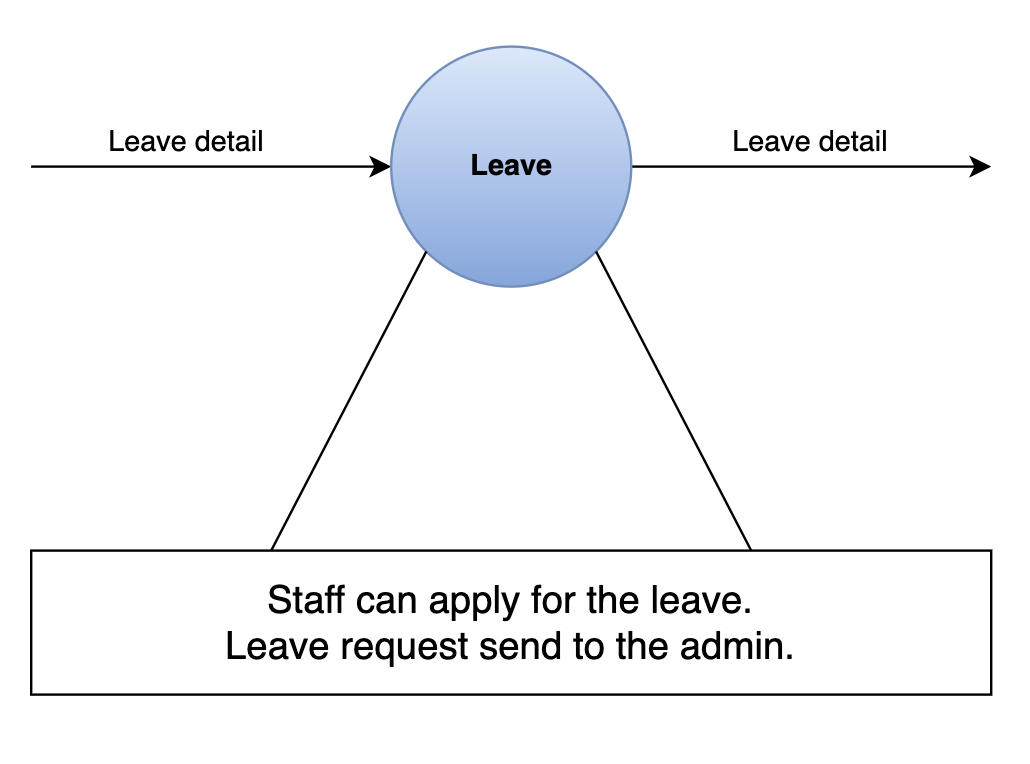 Leave detail
Leave
Leave detail
Staff can apply for the leave.
Leave request send to the admin.